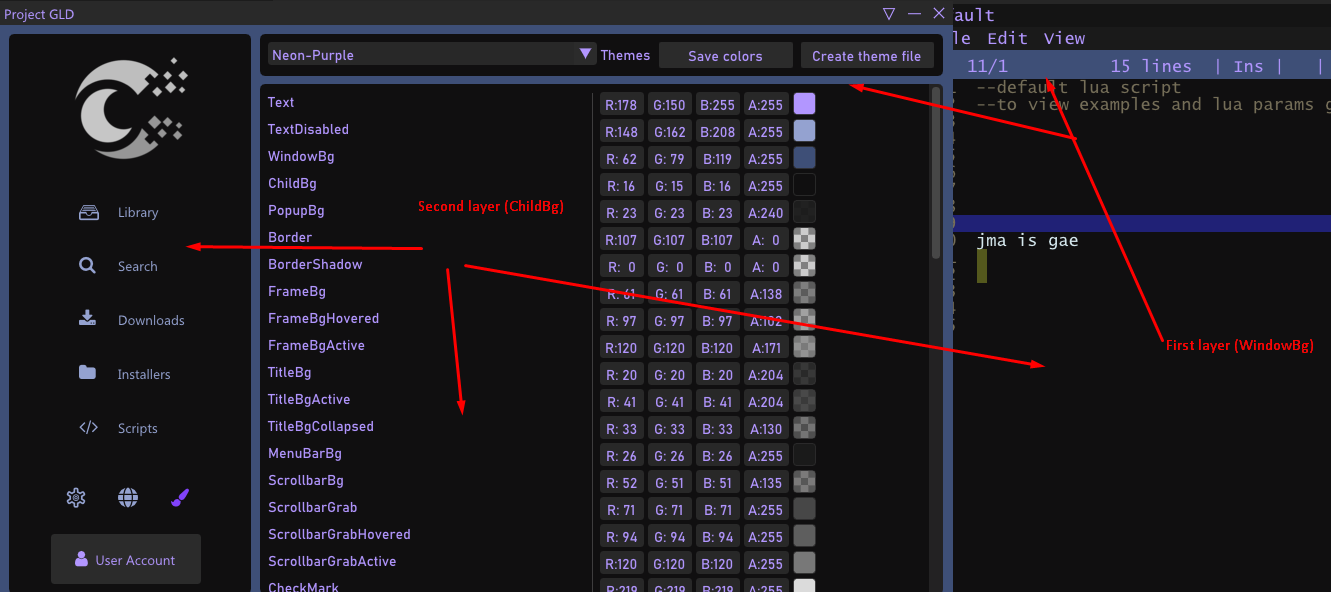 Project GLD
Neon-Purple Themes Save colors Create theme file
Library
Search
Downloads
Installers
Scripts
User Account
Text R:178 G:150 B:255 A:255
TextDisabled R:148 G:162 B:208 A:255
WindowBg R: 62 G: 79 B:119 A:255
ChildBg R: 16 G: 15 B: 16 A:255
PopupBg R: 23 G: 23 B: 23 A:240
Border R:107 G:107 B:107 A: 0
BorderShadow R: 0 G: 0 B: 0 A: 0
FrameBg R: 61 G: 61 B: 61 A:138
FrameBgHovered R: 97 G: 97 B: 97 A:102
FrameBgActive R:120 G:120 B:120 A:171
TitleBg R: 20 G: 20 B: 20 A:204
TitleBgActive R: 41 G: 41 B: 41 A:204
TitleBgCollapsed R: 33 G: 33 B: 33 A:130
MenuBarBg R: 26 G: 26 B: 26 A:255
ScrollbarBg R: 52 G: 51 B: 51 A:135
ScrollbarGrab R: 71 G: 71 B: 71 A:255
ScrollbarGrabHovered R: 94 G: 94 B: 94 A:255
ScrollbarGrabActive R:120 G:120 B:120 A:255
CheckMark R:219 G:219 B:219 A:255
Second layer (ChildBg)
ault
le Edit View
11/1 15 lines | Ins | |
--default lua script
--to view examples and lua params g
jma is gae
First layer (WindowBg)